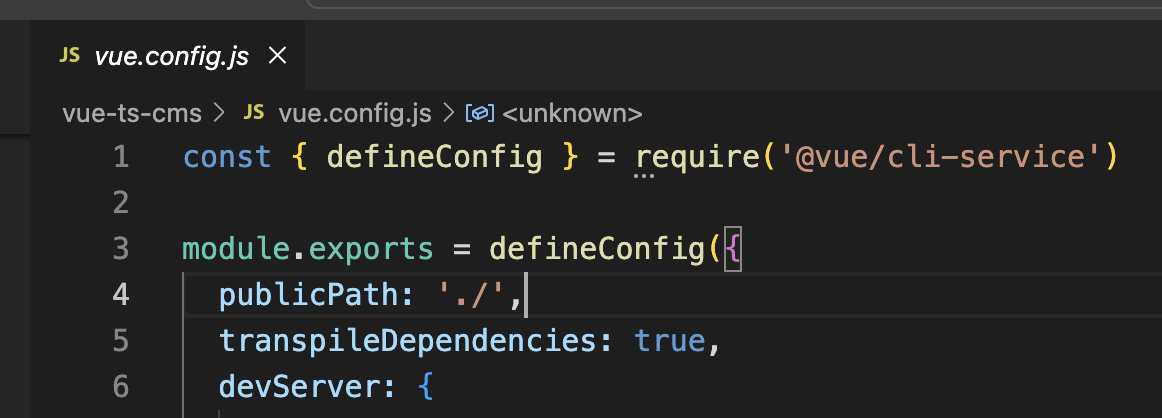 JS vue.config.js ×
vue-ts-cms > JS vue.config.js > <unknown>
1 const { defineConfig } = require('@vue/cli-service')
2
3 module.exports = defineConfig({
4 publicPath: './',
5 transpileDependencies: true,
6 devServer: {